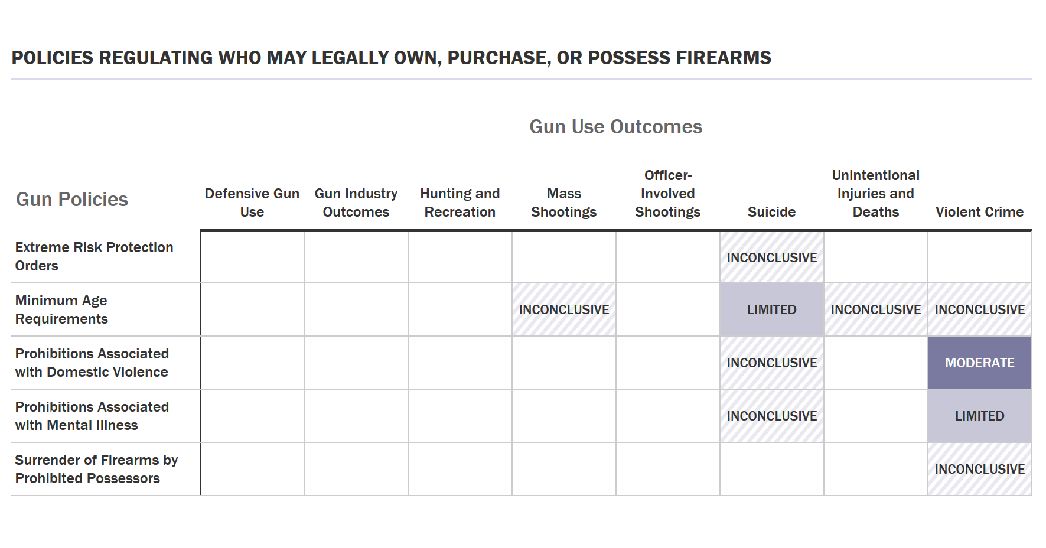 POLICIES REGULATING WHO MAY LEGALLY OWN, PURCHASE, OR POSSESS FIREARMS
Gun Use Outcomes
Gun Policies
Defensive Gun
Use
Gun Industry
Outcomes
Hunting and
Recreation
Mass
Shootings
Officer-
Involved
Shootings
Suicide
Unintentional
Injuries and
Deaths
Violent Crime
Extreme Risk Protection
Orders
INCONCLUSIVE
Minimum Age
Requirements
INCONCLUSIVE
LIMITED
INCONCLUSIVE
INCONCLUSIVE
Prohibitions Associated
with Domestic Violence
INCONCLUSIVE
MODERATE
Prohibitions Associated
with Mental Illness
INCONCLUSIVE
LIMITED
Surrender of Firearms by
Prohibited Possessors
INCONCLUSIVE